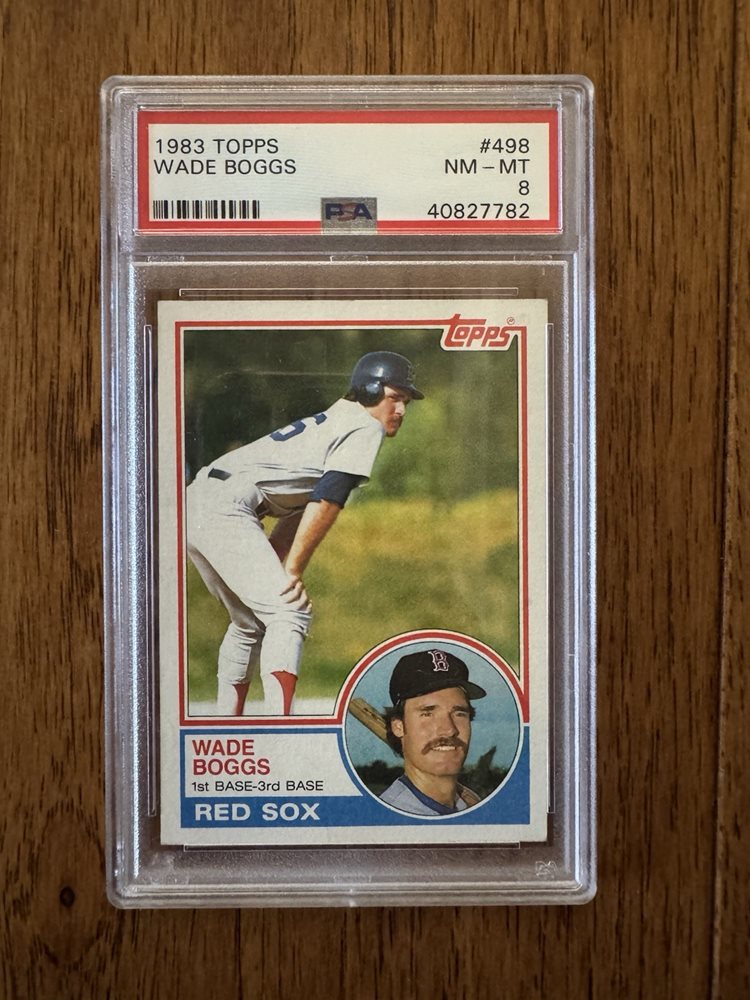 1983 TOPPS #498
WADE BOGGS NM - MT
8
PSA 40827782
Topps®
6
B
WADE
BOGGS
1st BASE-3rd BASE
RED SOX